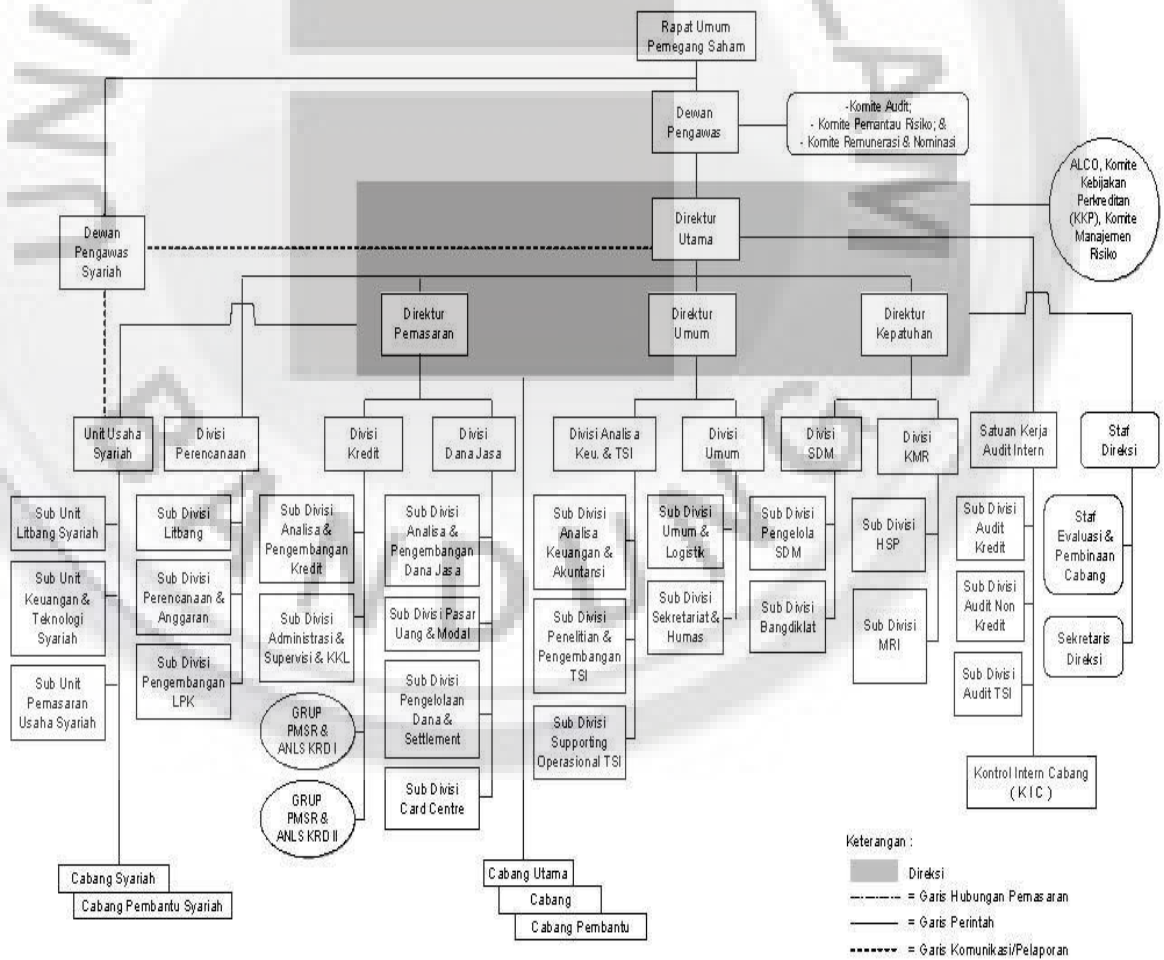 Rapat Umum
Pemegang Saham
Dewan
Pengawas
-Komite Audit;
- Komite Pemantau Risiko; &
- Komite Remunerasi & Nominasi
ALCO, Komite
Kebijakan
Perkreditan
(KKP), Komite
Manajemen
Risiko
Dewan
Pengawas
Syariah
Direktur
Utama
Direktur
Pemasaran
Direktur
Umum
Direktur
Kepatuhan
Unit Usaha
Syariah
Divisi
Perencanaan
Divisi
Kredit
Divisi
Dana Jasa
Divisi Analisa
Keu. & TSI
Divisi
Umum
Divisi
SDM
Divisi
KMR
Satuan Kerja
Audit Intern
Staf
Direksi
Sub Unit
Litbang Syariah
Sub Unit
Keuangan &
Teknologi
Syariah
Sub Unit
Pemasaran
Usaha Syariah
Sub Divisi
Litbang
Sub Divisi
Perencanaan &
Anggaran
Sub Divisi
Pengembangan
LPK
Sub Divisi
Analisa &
Pengembangan
Kredit
Sub Divisi
Administrasi &
Supervisi & KKL
GRUP
PMSR &
ANLS KRD I
GRUP
PMSR &
ANLS KRD II
Sub Divisi
Analisa &
Pengembangan
Dana Jasa
Sub Divisi Pasar
Uang & Modal
Sub Divisi
Pengelolaan
Dana &
Settlement
Sub Divisi
Card Centre
Sub Divisi
Analisa
Keuangan &
Akuntansi
Sub Divisi
Penelitian &
Pengembangan
TSI
Sub Divisi
Supporting
Operasional TSI
Sub Divisi
Umum &
Logistik
Sub Divisi
Sekretariat &
Humas
Sub Divisi
Pengelola
SDM
Sub Divisi
Bangdiklat
Sub Divisi
HSP
Sub Divisi
MRI
Sub Divisi
Audit
Kredit
Sub Divisi
Audit Non
Kredit
Sub Divisi
Audit TSI
Staf
Evaluasi &
Pembinaan
Cabang
Sekretaris
Direksi
Kontrol Intern Cabang
( K I C )
Cabang Syariah
Cabang Pembantu Syariah
Cabang Utama
Cabang
Cabang Pembantu
Keterangan :
Direksi
= Garis Hubungan Pemasaran
= Garis Perintah
= Garis Komunikasi/Pelaporan
BANDUNG